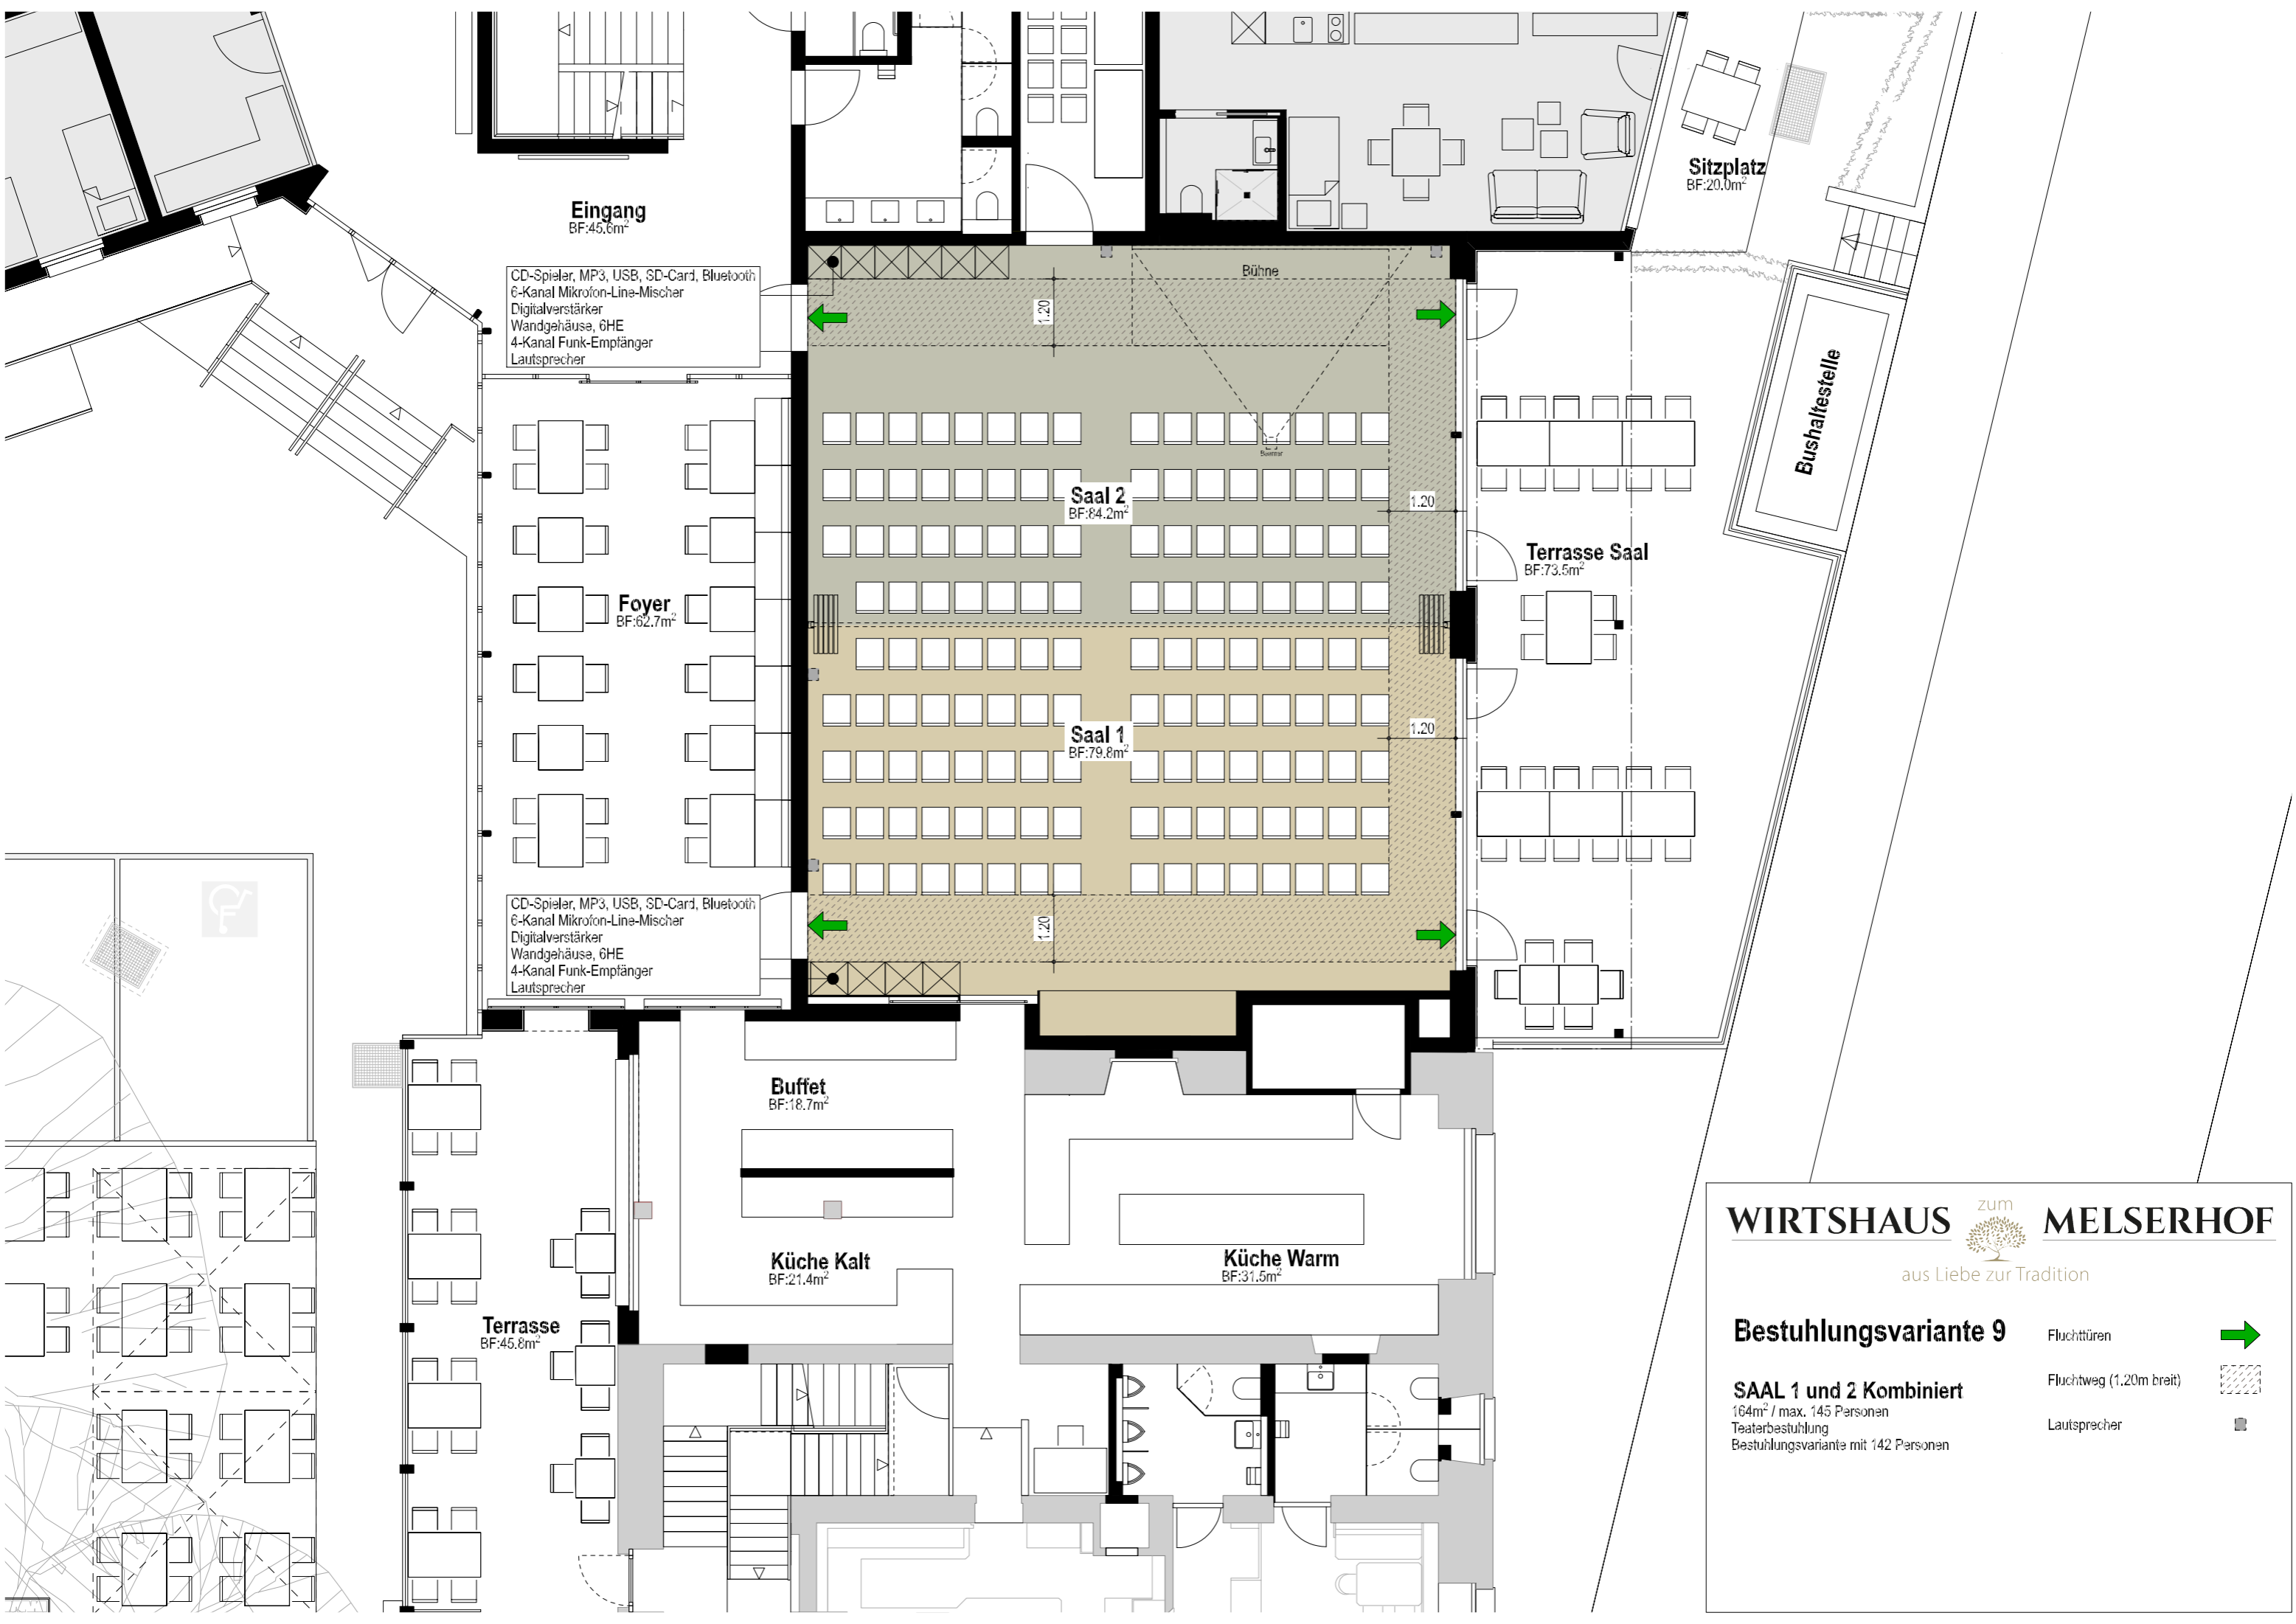 Sitzplatz
BF:20.0m²
Eingang
BF:45.6m²
CD-Spieler, MP3, USB, SD-Card, Bluetooth
6-Kanal Mikrofon-Line-Mischer
Digitalverstärker
Wandgehäuse, 6HE
4-Kanal Funk-Empfänger
Lautsprecher
Bühne
1.20
Bushaltestelle
Beamer
Saal 2
BF:84.2m²
1.20
Terrasse Saal
BF:73.5m²
Foyer
BF:62.7m²
Saal 1
BF:79.8m²
1.20
CD-Spieler, MP3, USB, SD-Card, Bluetooth
6-Kanal Mikrofon-Line-Mischer
Digitalverstärker
Wandgehäuse, 6HE
4-Kanal Funk-Empfänger
Lautsprecher
1.20
Buffet
BF:18.7m²
Küche Kalt
BF:21.4m²
Küche Warm
BF:31.5m²
Terrasse
BF:45.8m²
WIRTSHAUS zum MELSERHOF
aus Liebe zur Tradition
Bestuhlungsvariante 9
SAAL 1 und 2 Kombiniert
164m² / max. 145 Personen
Teaterbestuhlung
Bestuhlungsvariante mit 142 Personen
Fluchttüren
Fluchtweg (1.20m breit)
Lautsprecher